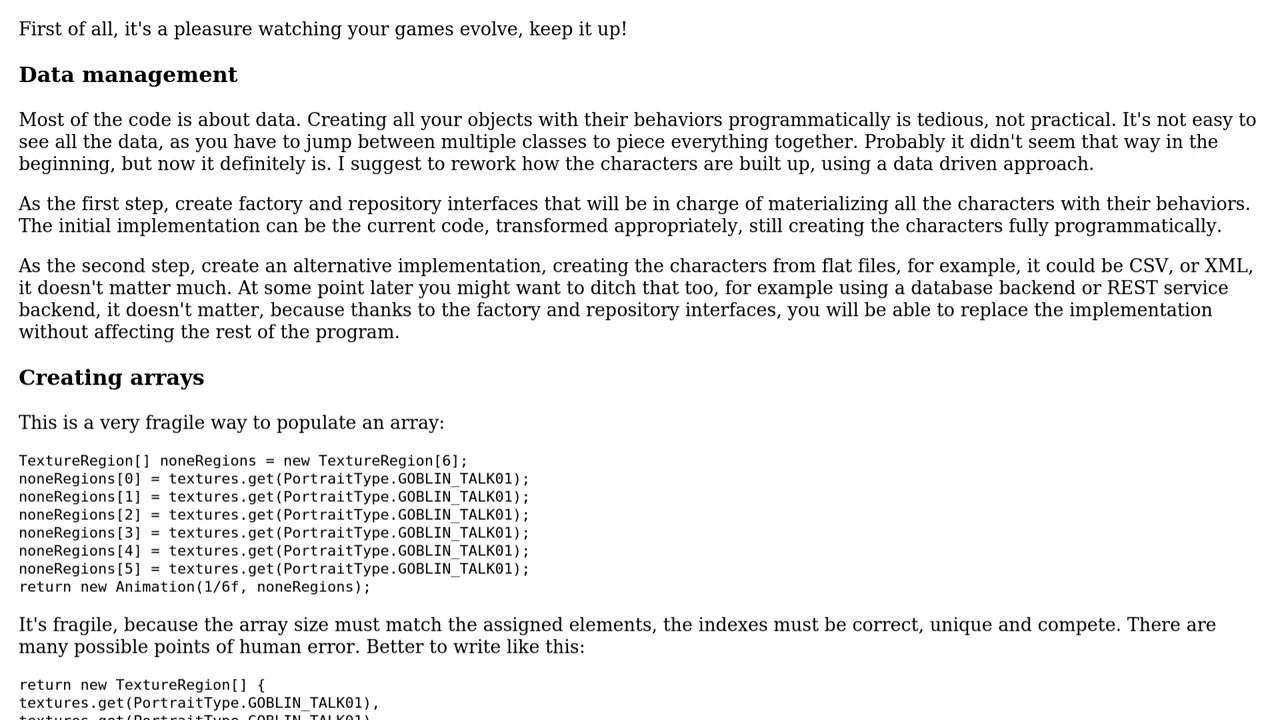 First of all, it's a pleasure watching your games evolve, keep it up!
Data management
Most of the code is about data. Creating all your objects with their behaviors programmatically is tedious, not practical. It's not easy to
see all the data, as you have to jump between multiple classes to piece everything together. Probably it didn't seem that way in the
beginning, but now it definitely is. I suggest to rework how the characters are built up, using a data driven approach.
As the first step, create factory and repository interfaces that will be in charge of materializing all the characters with their behaviors.
The initial implementation can be the current code, transformed appropriately, still creating the characters fully programmatically.
As the second step, create an alternative implementation, creating the characters from flat files, for example, it could be CSV, or XML,
it doesn't matter much. At some point later you might want to ditch that too, for example using a database backend or REST service
backend, it doesn't matter, because thanks to the factory and repository interfaces, you will be able to replace the implementation
without affecting the rest of the program.
Creating arrays
This is a very fragile way to populate an array:
TextureRegion[] noneRegions = new TextureRegion[6];
noneRegions[0] = textures.get(PortraitType.GOBLIN_TALK01);
noneRegions[1] = textures.get(PortraitType.GOBLIN_TALK01);
noneRegions[2] = textures.get(PortraitType.GOBLIN_TALK01);
noneRegions[3] = textures.get(PortraitType.GOBLIN_TALK01);
noneRegions[4] = textures.get(PortraitType.GOBLIN_TALK01);
noneRegions[5] = textures.get(PortraitType.GOBLIN_TALK01);
return new Animation(1/6f, noneRegions);
It's fragile, because the array size must match the assigned elements, the indexes must be correct, unique and compete. There are
many possible points of human error. Better to write like this:
return new TextureRegion[] {
textures.get(PortraitType.GOBLIN_TALK01),
textures.get(PortraitType.GOBLIN_TALK01)